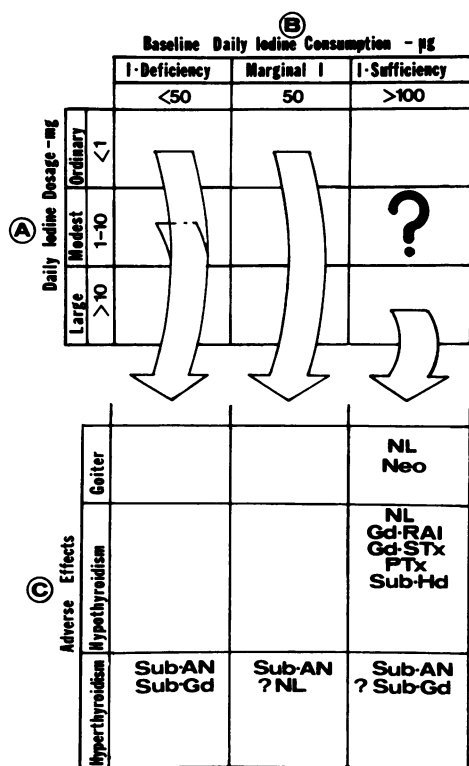 B
Baseline Daily Iodine Consumption - µg
I·Deficiency Marginal I I·Sufficiency
<50 50 >100
A
Daily Iodine Dosage-mg
Ordinary <1
Modest 1-10
Large >10
?
C
Adverse Effects
Goiter
NL
Neo
Hypothyroidism
NL
Gd·RAI
Gd·STx
PTx
Sub·Hd
Hyperthyroidism
Sub·AN Sub·AN Sub·AN
Sub·Gd ?NL ? Sub·Gd